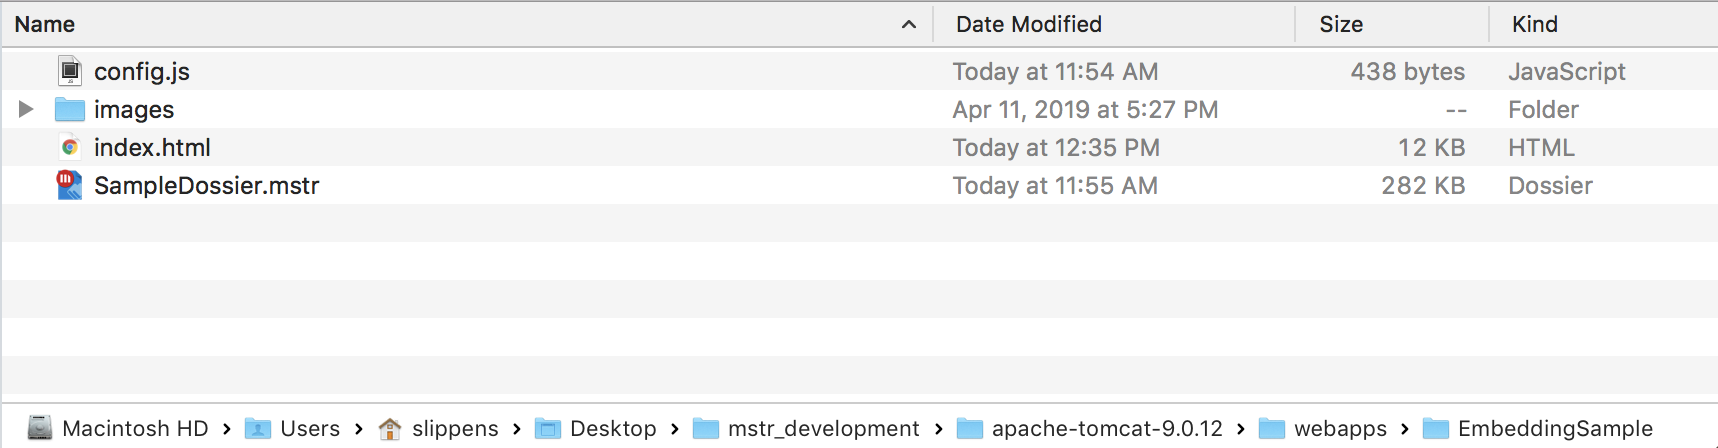 Name Date Modified Size Kind
config.js Today at 11:54 AM 438 bytes JavaScript
images Apr 11, 2019 at 5:27 PM -- Folder
index.html Today at 12:35 PM 12 KB HTML
SampleDossier.mstr Today at 11:55 AM 282 KB Dossier
Macintosh HD › Users › slippens › Desktop › mstr_development › apache-tomcat-9.0.12 › webapps › EmbeddingSample